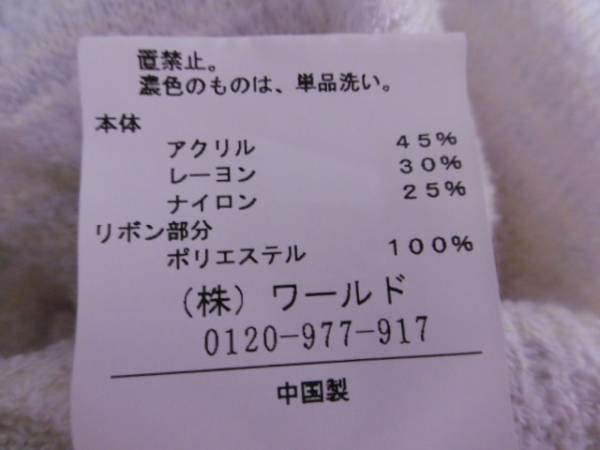 置禁止。
濃色のものは、単品洗い。
本体
アクリル 45%
レーヨン 30%
ナイロン 25%
リボン部分
ポリエステル 100%
(株) ワールド
0120-977-917
中国製